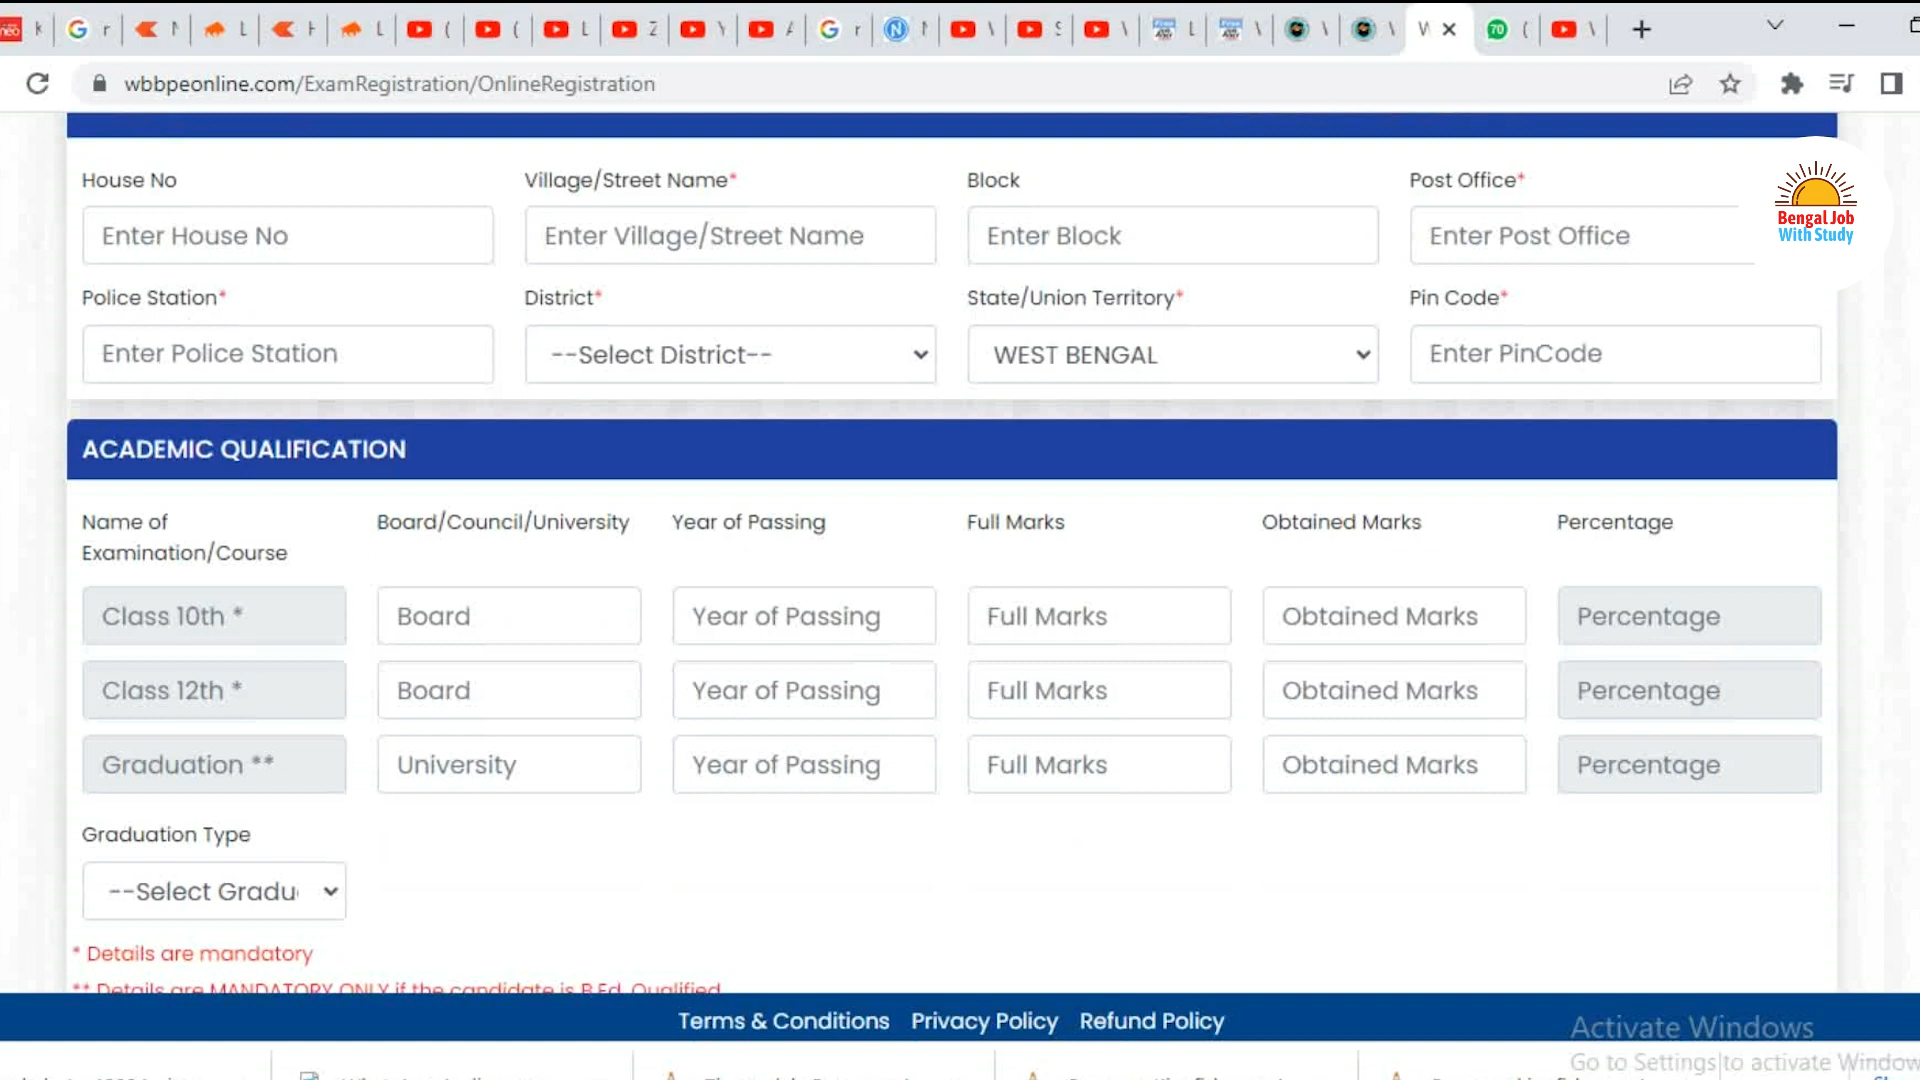 wbbpeonline.com/ExamRegistration/OnlineRegistration
House No Village/Street Name* Block Post Office*
Enter House No Enter Village/Street Name Enter Block Enter Post Office
Bengal Job
With Study
Police Station* District* State/Union Territory* Pin Code*
Enter Police Station --Select District-- WEST BENGAL Enter PinCode
ACADEMIC QUALIFICATION
Name of Board/Council/University Year of Passing Full Marks Obtained Marks Percentage
Examination/Course
Class 10th * Board Year of Passing Full Marks Obtained Marks Percentage
Class 12th * Board Year of Passing Full Marks Obtained Marks Percentage
Graduation ** University Year of Passing Full Marks Obtained Marks Percentage
Graduation Type
--Select Gradu
* Details are mandatory
** Details are MANDATORY ONLY if the candidate is B.Ed. Qualified
Terms & Conditions Privacy Policy Refund Policy
Activate Windows
Go to Settings to activate Window